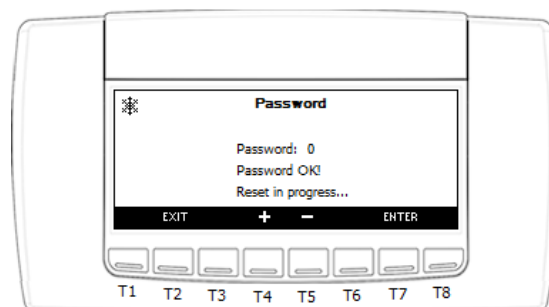 Password
Password: 0
Password OK!
Reset in progress...
EXIT + − ENTER
T1 T2 T3 T4 T5 T6 T7 T8